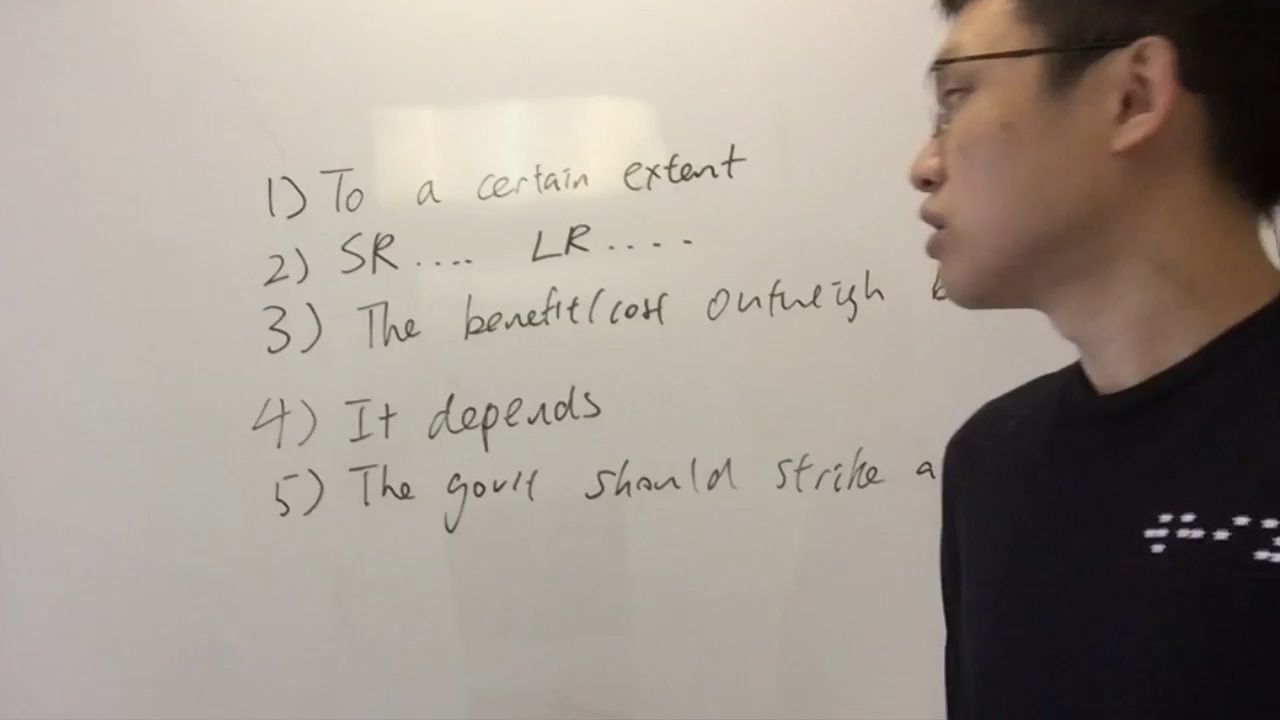 1) To a certain extent
2) SR .... LR ....
3) The benefit/cost outweigh
4) It depends
5) The gov't should strike a